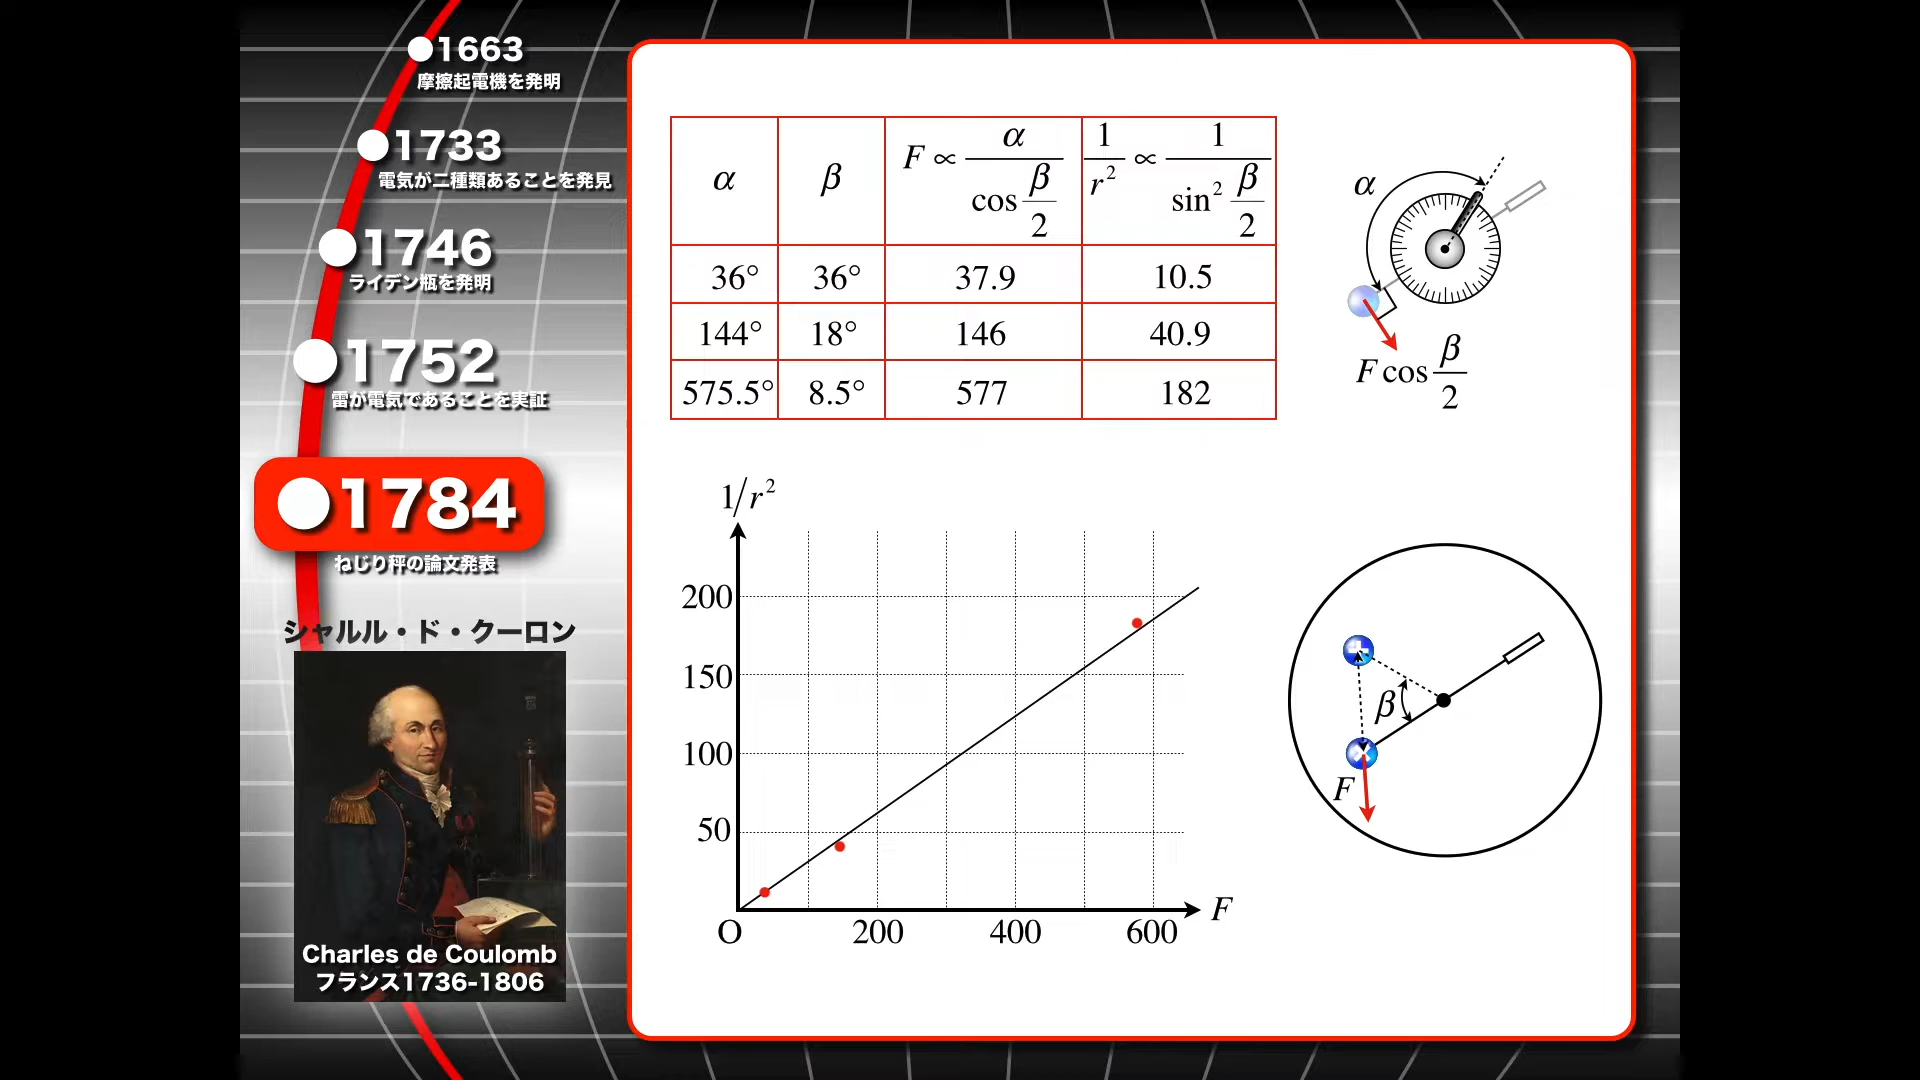 1663
摩擦起電機を発明
1733
電気が二種類あることを発見
1746
ライデン瓶を発明
1752
雷が電気であることを実証
1784
ねじり秤の論文発表
シャルル・ド・クーロン
Charles de Coulomb
フランス1736-1806
α β F ∝ α / cos β/2 1/r² ∝ 1 / sin² β/2
36° 36° 37.9 10.5
144° 18° 146 40.9
575.5° 8.5° 577 182
α
F cos β/2
1/r²
200
150
100
50
O 200 400 600 F
β
F